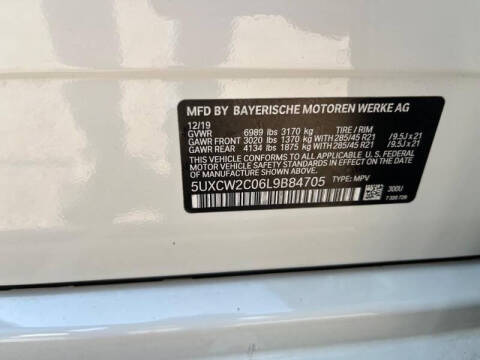 MFD BY BAYERISCHE MOTOREN WERKE AG
12/19
GVWR 6989 lbs 3170 kg TIRE / RIM
GAWR FRONT 3020 lbs 1370 kg WITH 285/45 R21 /9.5J x 21
GAWR REAR 4134 lbs 1875 kg WITH 285/45 R21 /9.5J x 21
THIS VEHICLE CONFORMS TO ALL APPLICABLE U.S. FEDERAL
MOTOR VEHICLE SAFETY STANDARDS IN EFFECT ON THE DATE OF
MANUFACTURE SHOWN ABOVE.
5UXCW2C06L9B84705 TYPE: MPV
300U